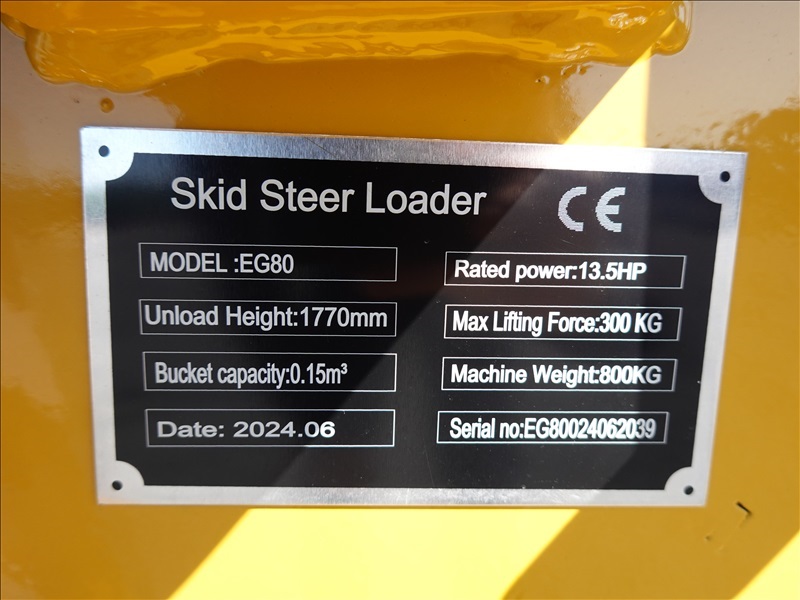 Skid Steer Loader CE
MODEL :EG80
Rated power:13.5HP
Unload Height:1770mm
Max Lifting Force:300 KG
Bucket capacity:0.15m³
Machine Weight:800KG
Date: 2024.06
Serial no:EG80024062039